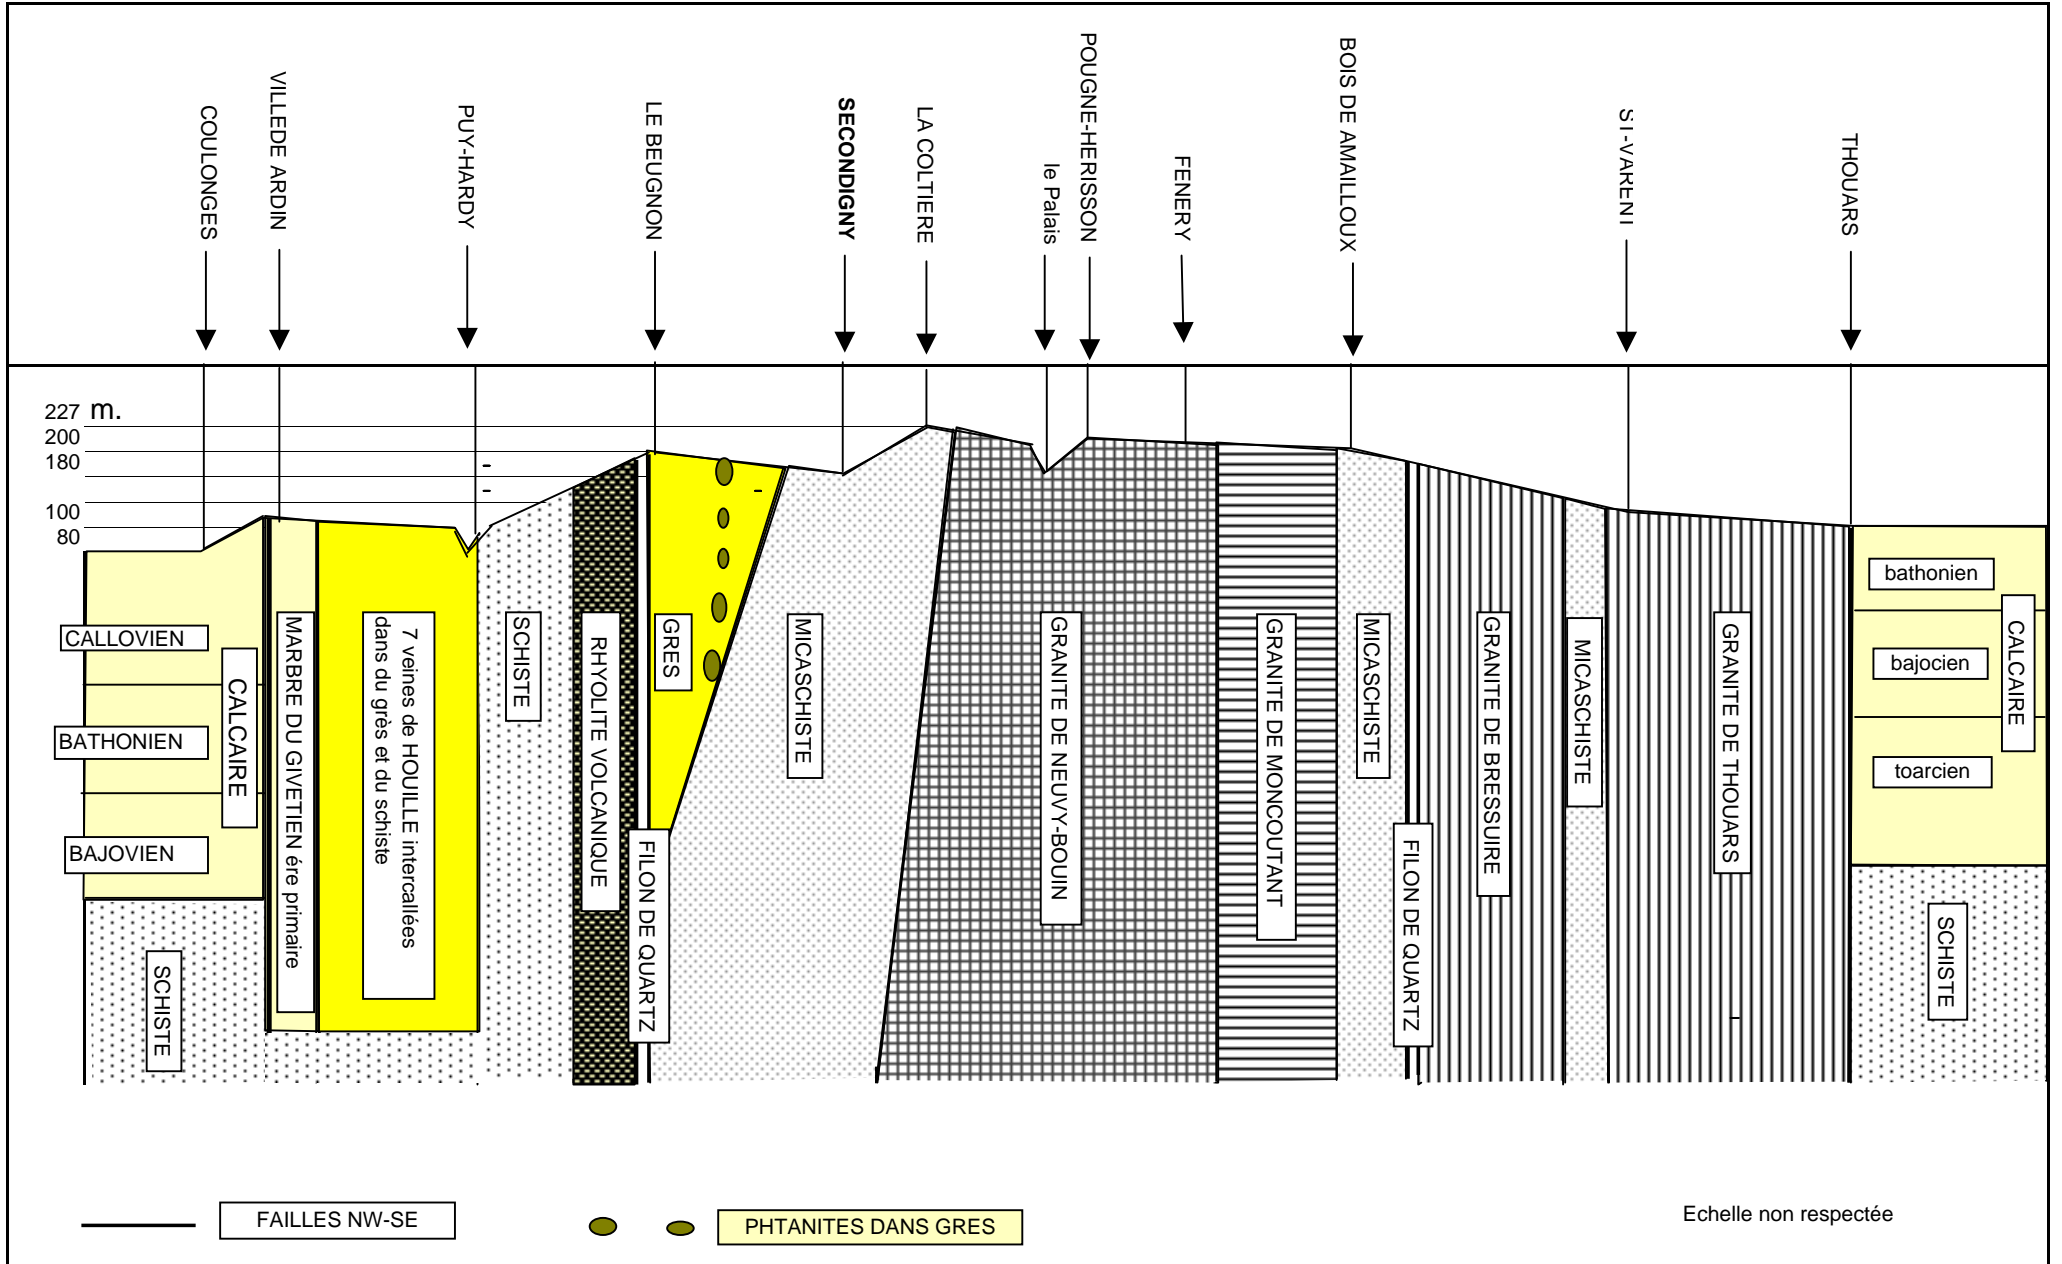 COULONGES
VILLEDE ARDIN
PUY-HARDY
LE BEUGNON
SECONDIGNY
LA COLTIERE
le Palais
POUGNE-HERISSON
FENERY
BOIS DE AMAILLOUX
ST-VARENT
THOUARS
227 m.
200
180
100
80
CALLOVIEN
BATHONIEN
BAJOVIEN
CALCAIRE
SCHISTE
MARBRE DU GIVETIEN ére primaire
7 veines de HOUILLE intercallées
dans du grès et du schiste
SCHISTE
RHYOLITE VOLCANIQUE
FILON DE QUARTZ
GRES
MICASCHISTE
GRANITE DE NEUVY-BOUIN
GRANITE DE MONCOUTANT
MICASCHISTE
FILON DE QUARTZ
GRANITE DE BRESSUIRE
MICASCHISTE
GRANITE DE THOUARS
bathonien
bajocien
toarcien
CALCAIRE
SCHISTE
FAILLES NW-SE
PHTANITES DANS GRES
Echelle non respectée